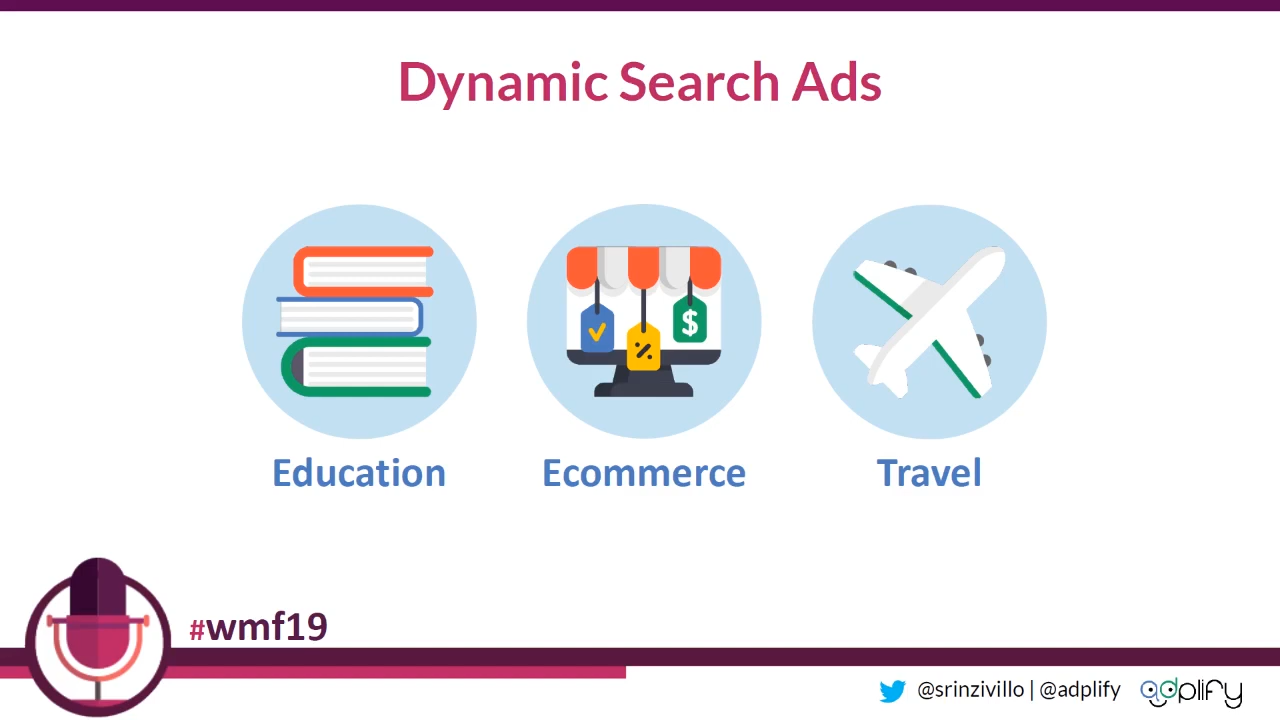 Dynamic Search Ads
Education
Ecommerce
Travel
#wmf19
@srinzivillo | @adplify
adplify